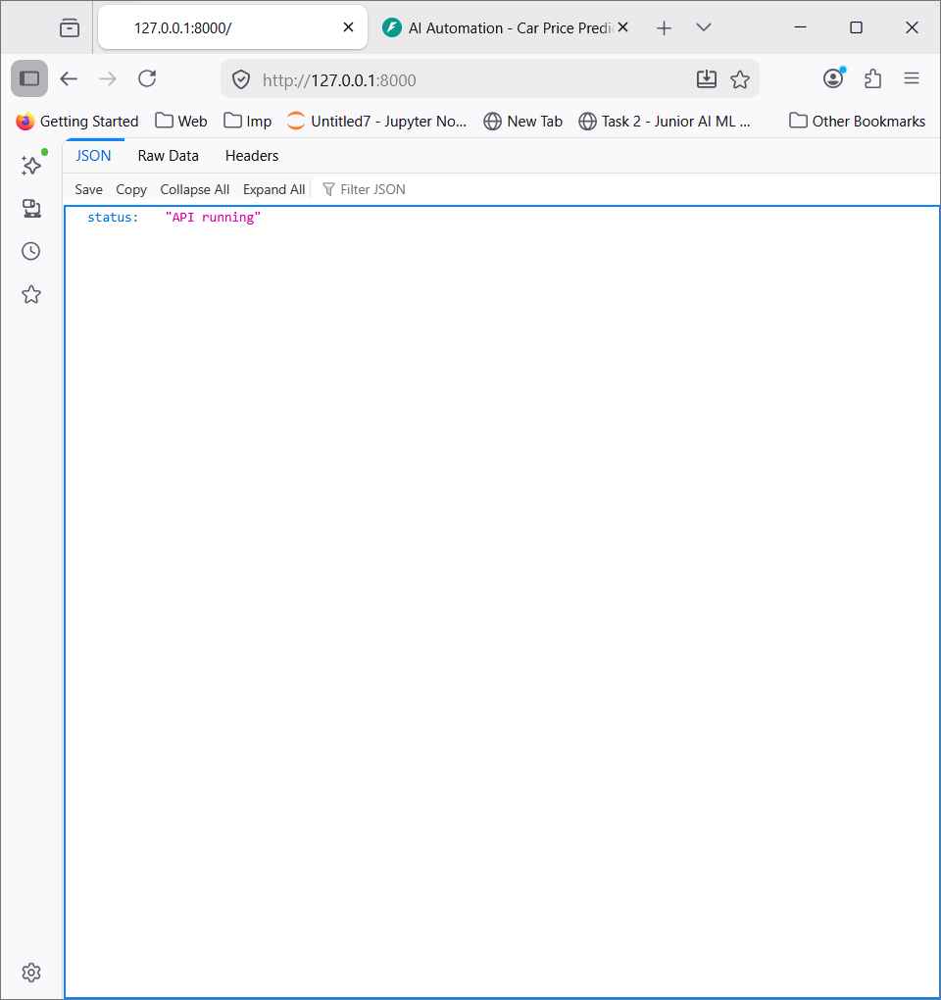 127.0.0.1:8000/ AI Automation - Car Price Predi
http://127.0.0.1:8000
Getting Started Web Imp Untitled7 - Jupyter No... New Tab Task 2 - Junior AI ML ... Other Bookmarks
JSON Raw Data Headers
Save Copy Collapse All Expand All Filter JSON
status: "API running"